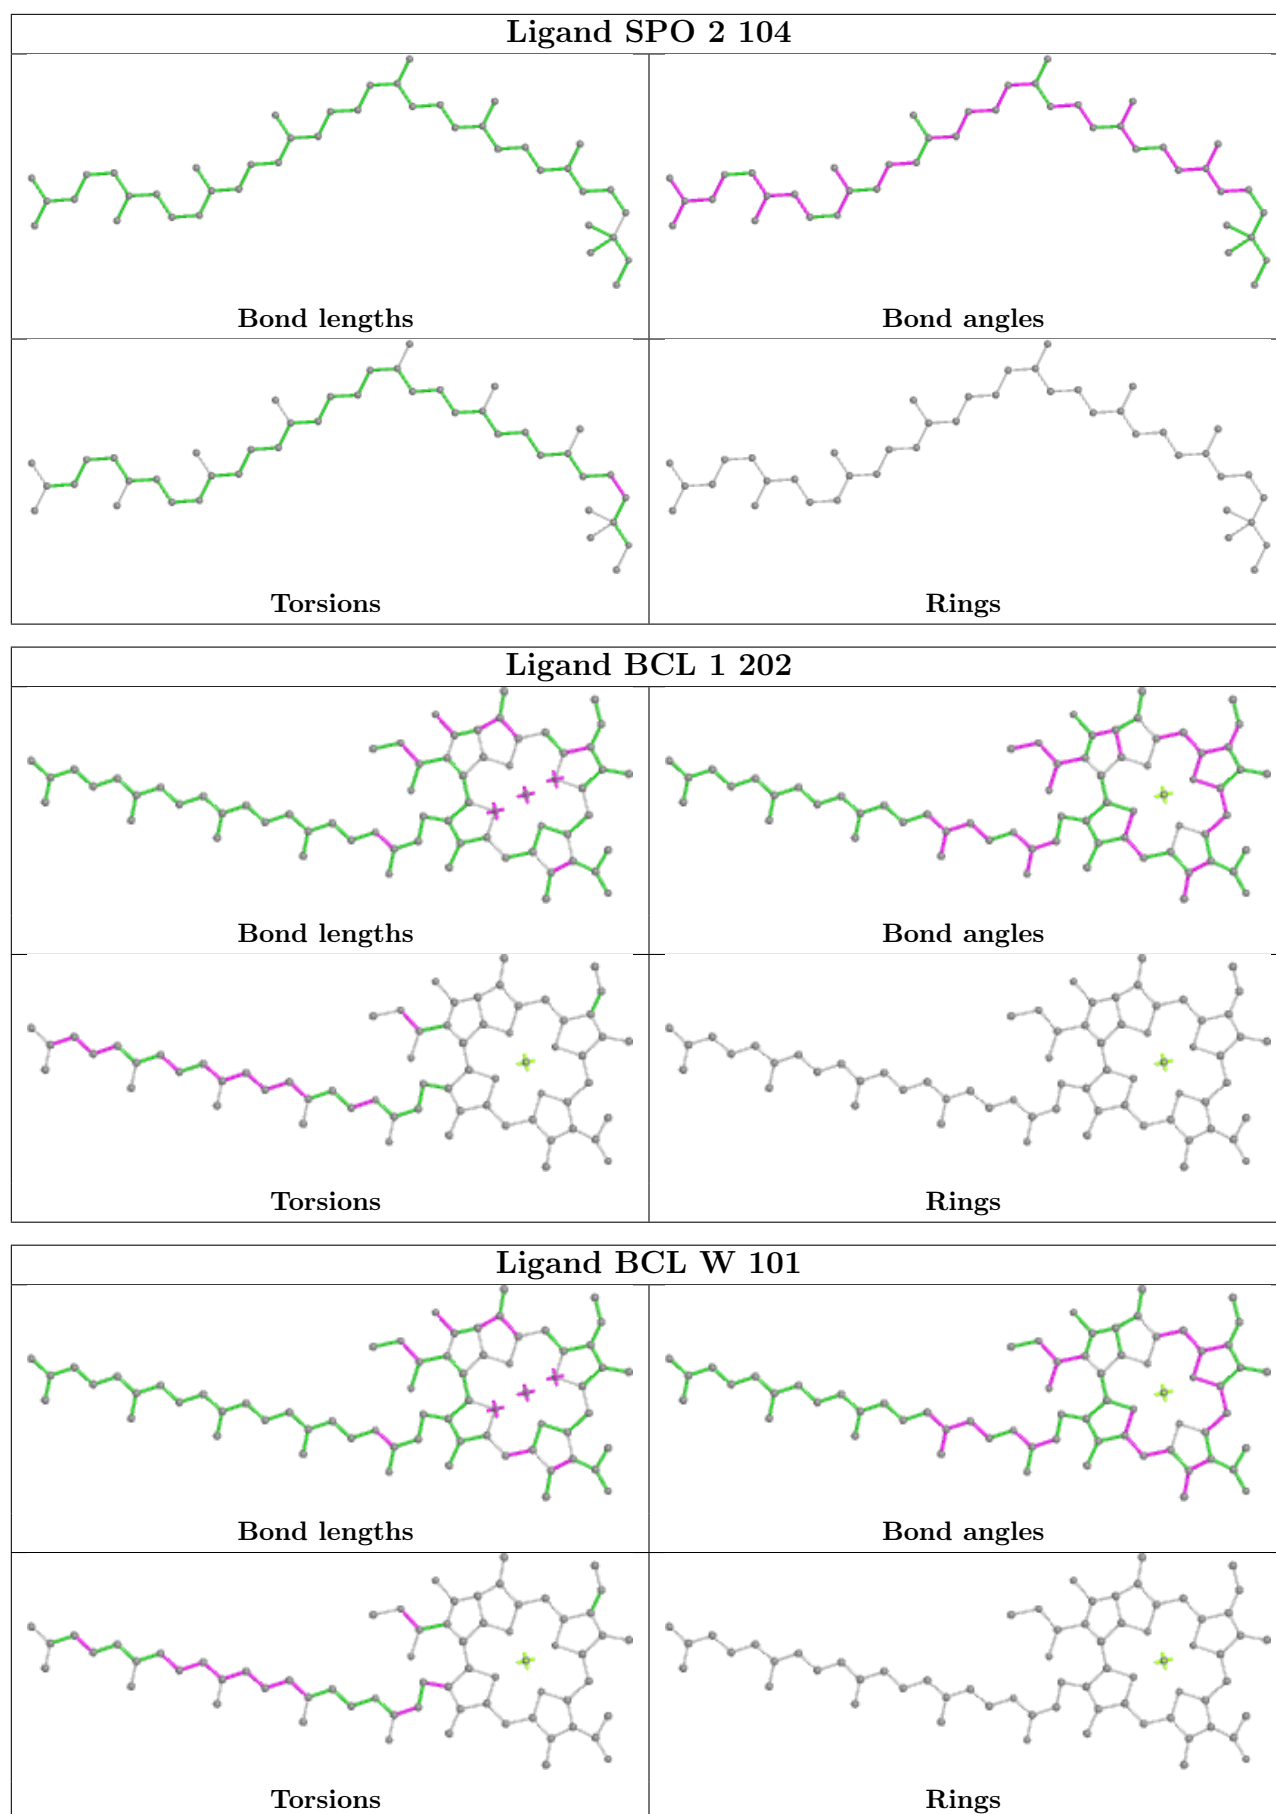 Ligand SPO 2 104
Bond lengths
Bond angles
Torsions
Rings
Ligand BCL 1 202
Bond lengths
Bond angles
Torsions
Rings
Ligand BCL W 101
Bond lengths
Bond angles
Torsions
Rings